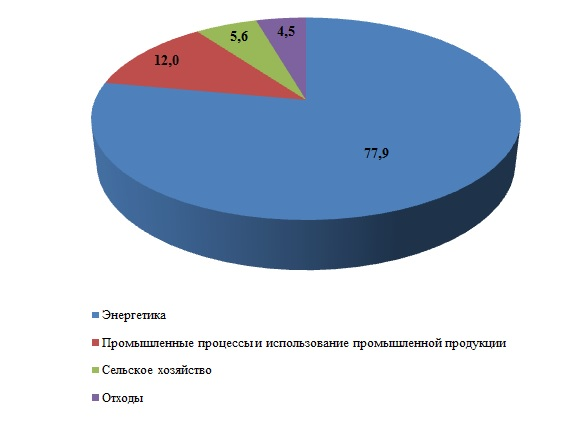 4,5
5,6
12,0
77,9
Энергетика
Промышленные процессы и использование промышленной продукции
Сельское хозяйство
Отходы